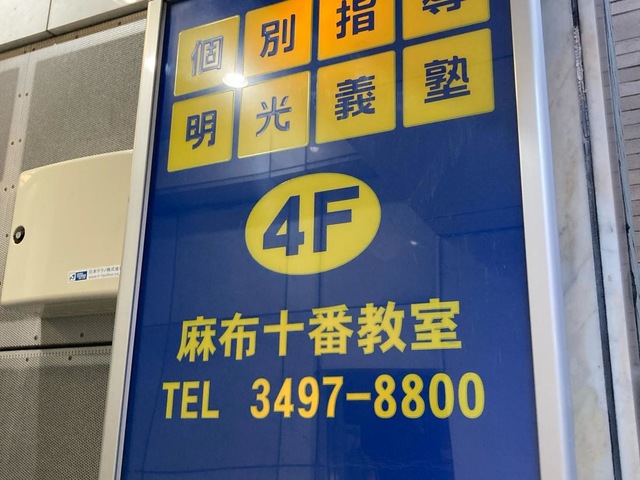 個別指導
明光義塾
4F
麻布十番教室
TEL 3497-8800